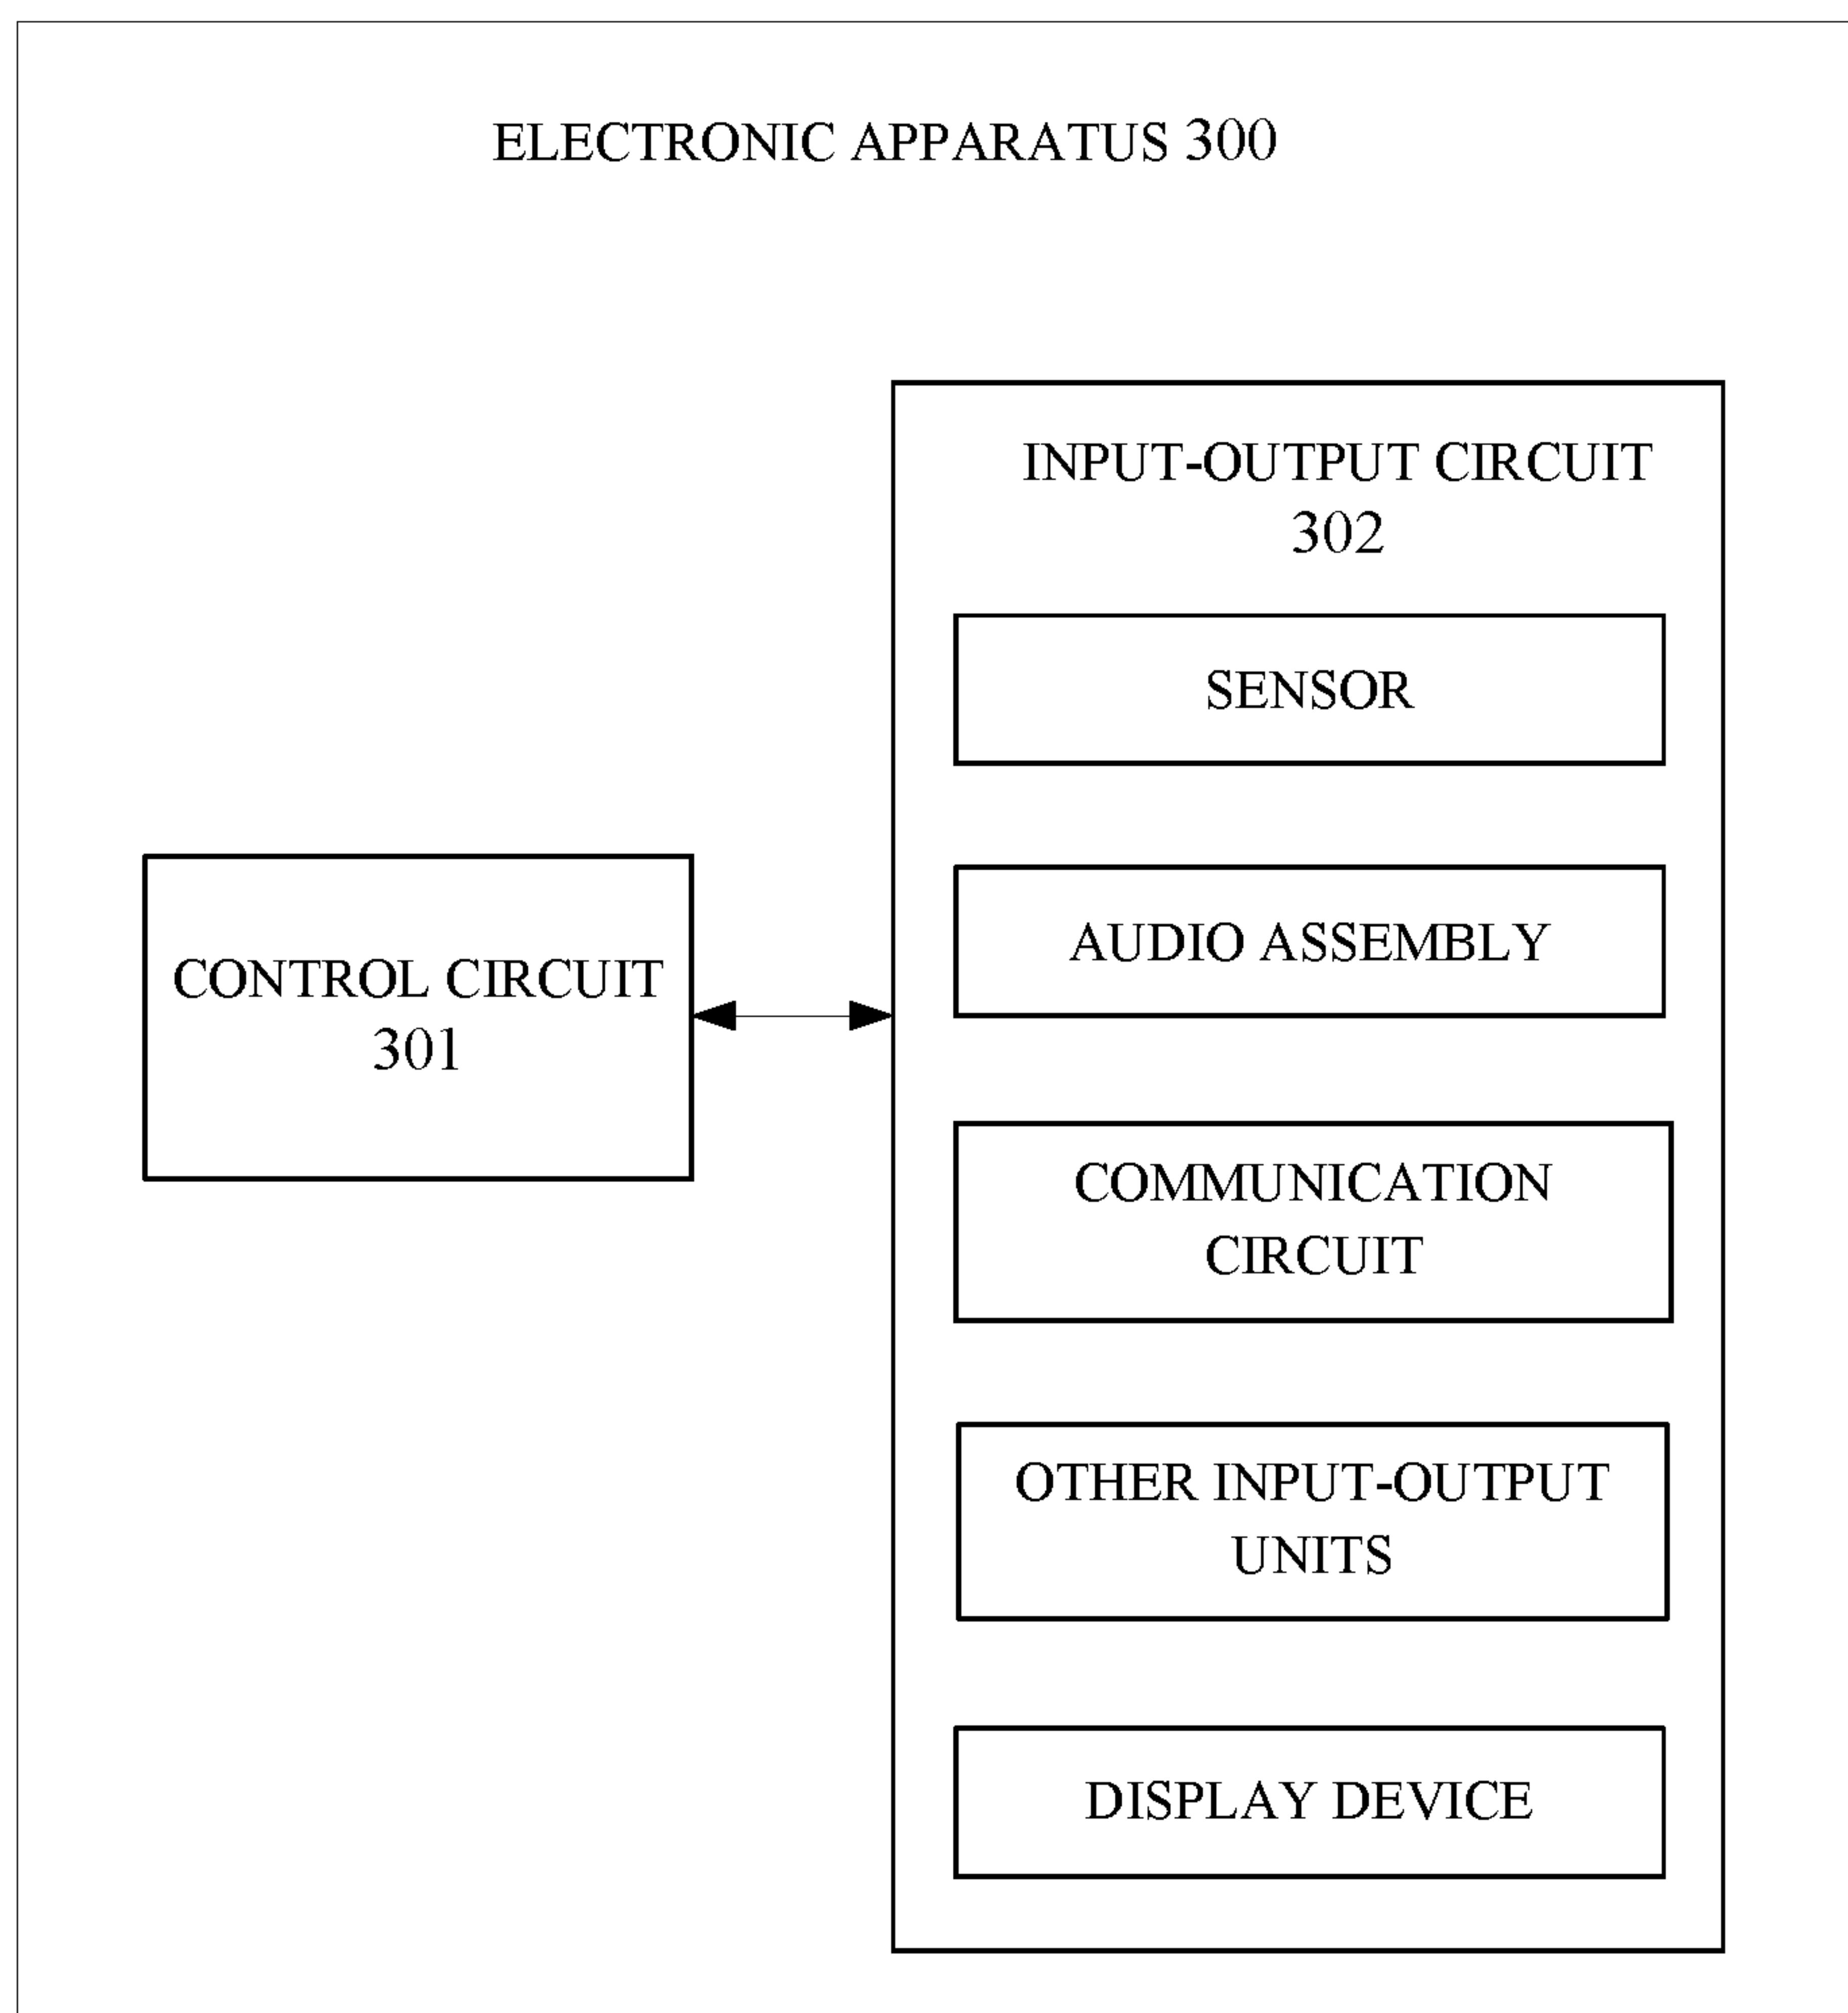 ELECTRONIC APPARATUS 300
INPUT-OUTPUT CIRCUIT
302
SENSOR
AUDIO ASSEMBLY
CONTROL CIRCUIT
301
COMMUNICATION
CIRCUIT
OTHER INPUT-OUTPUT
UNITS
DISPLAY DEVICE